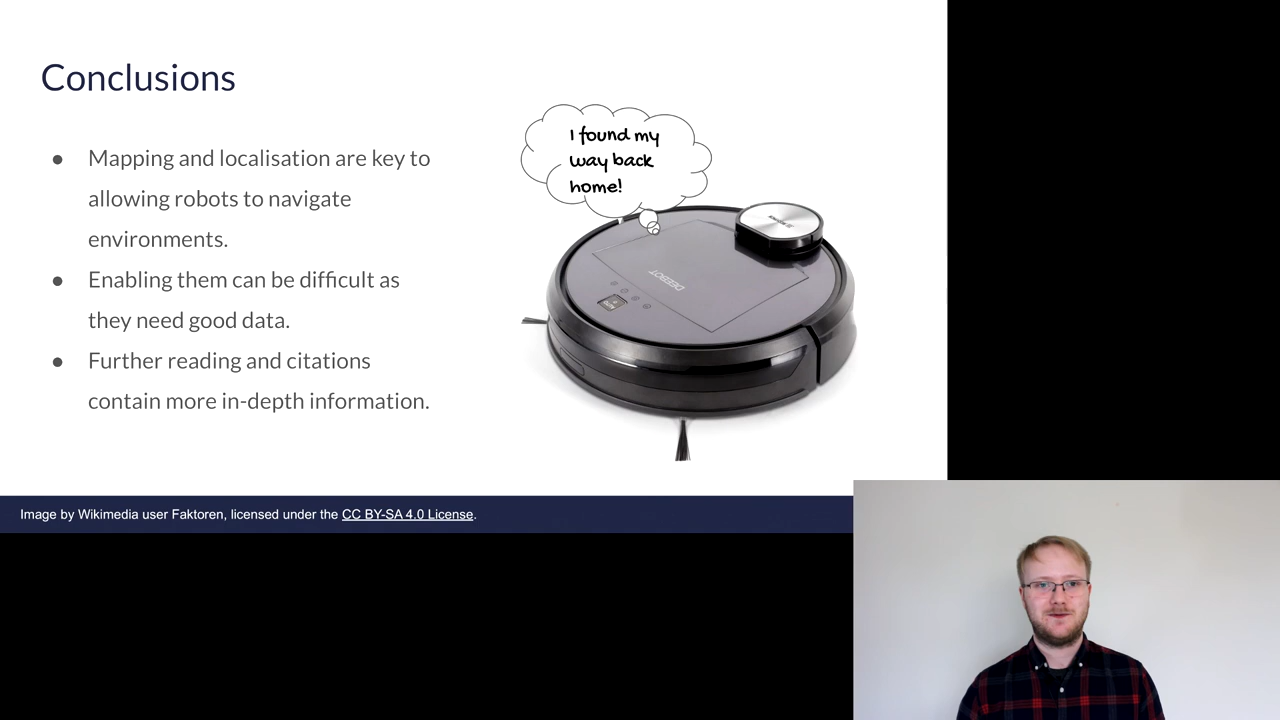 Conclusions
● Mapping and localisation are key to
allowing robots to navigate
environments.
● Enabling them can be difficult as
they need good data.
● Further reading and citations
contain more in-depth information.
I found my
way back
home!
DEEBOT
Image by Wikimedia user Faktoren, licensed under the CC BY-SA 4.0 License.